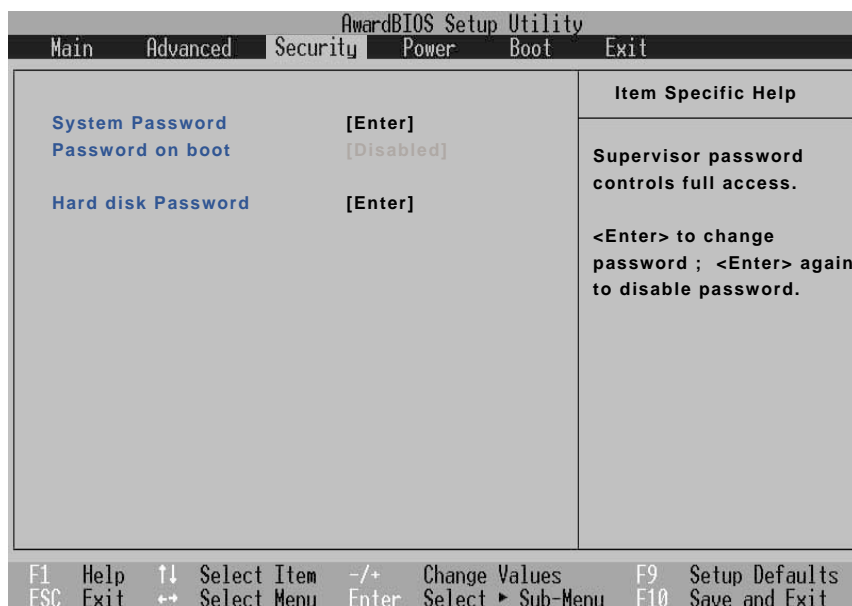 AwardBIOS Setup Utility
Main Advanced Security Power Boot Exit
System Password [Enter]
Password on boot [Disabled]
Hard disk Password [Enter]
Item Specific Help
Supervisor password
controls full access.
<Enter> to change
password ; <Enter> again
to disable password.
F1 Help ↑↓ Select Item -/+ Change Values F9 Setup Defaults
ESC Exit ←→ Select Menu Enter Select ► Sub-Menu F10 Save and Exit